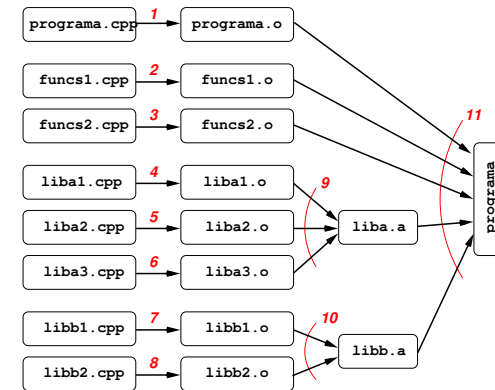 programa.cpp 1 programa.o
funcs1.cpp 2 funcs1.o
funcs2.cpp 3 funcs2.o
11
liba1.cpp 4 liba1.o 9
liba2.cpp 5 liba2.o liba.a programa
liba3.cpp 6 liba3.o
libb1.cpp 7 libb1.o 10
libb.a
libb2.cpp 8 libb2.o